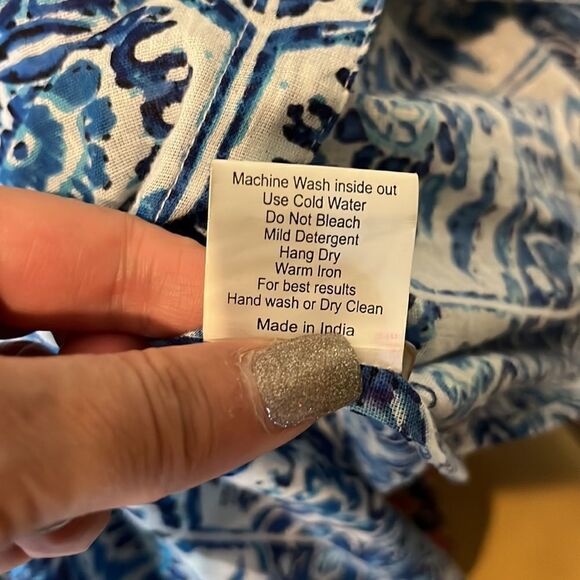 Machine Wash inside out
Use Cold Water
Do Not Bleach
Mild Detergent
Hang Dry
Warm Iron
For best results
Hand wash or Dry Clean
Made in India